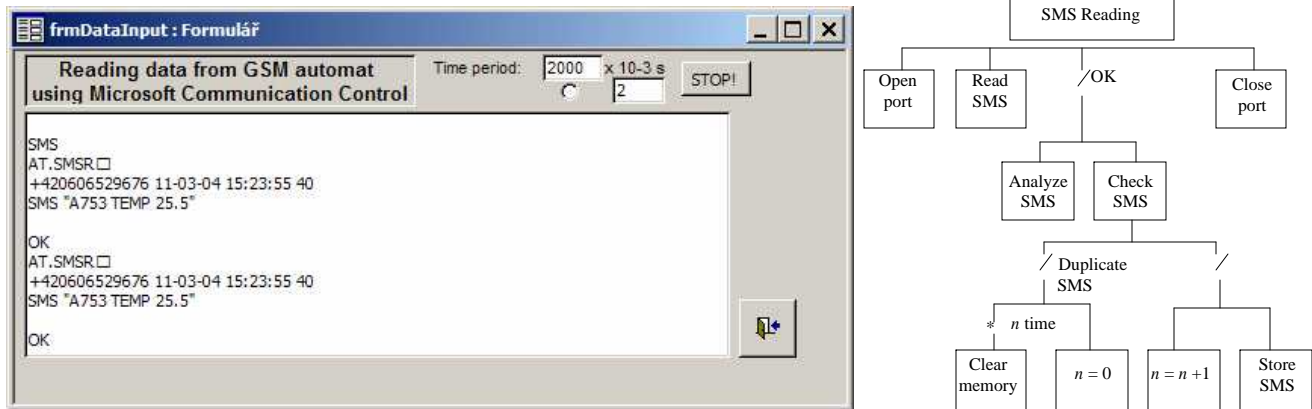 frmDataInput : Formulář
Reading data from GSM automat
using Microsoft Communication Control
Time period:
2000
x 10-3 s
2
STOP!
SMS
AT.SMSR□
+420606529676 11-03-04 15:23:55 40
SMS "A753 TEMP 25.5"
OK
AT.SMSR□
+420606529676 11-03-04 15:23:55 40
SMS "A753 TEMP 25.5"
OK
SMS Reading
Open
port
Read
SMS
/OK
Close
port
Analyze
SMS
Check
SMS
/ Duplicate
SMS
/
* n time
Clear
memory
n = 0
n = n +1
Store
SMS